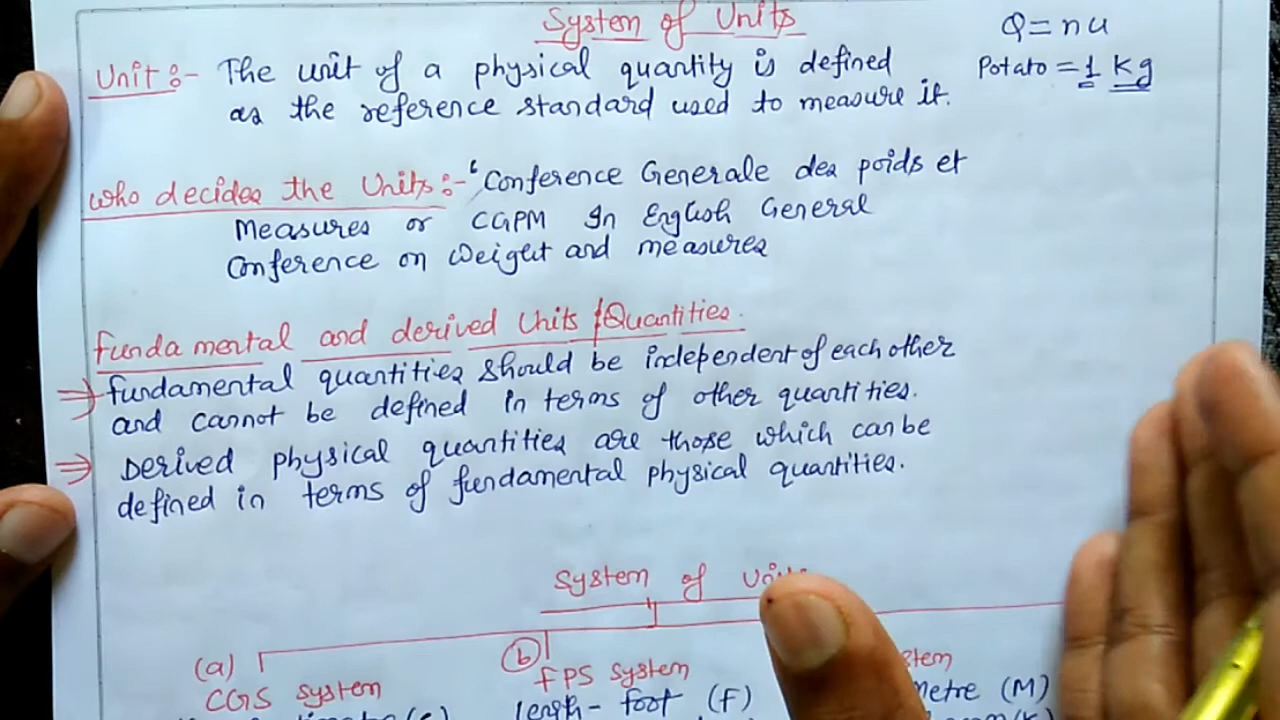 System of Units
Q = nu
Unit :- The unit of a physical quantity is defined
Potato = 1 Kg
as the reference standard used to measure it.
who decides the Units :- ‘Conference Generale des poids et
Measures or CGPM In English General
Conference on Weight and measures
fundamental and derived Units / Quantities.
⇒ fundamental quantities should be independent of each other
and cannot be defined in terms of other quantities.
⇒ Derived physical quantities are those which can be
defined in terms of fundamental physical quantities.
System of
(a)
CGS system
(b)
FPS system
length - foot (F)
metre (M)